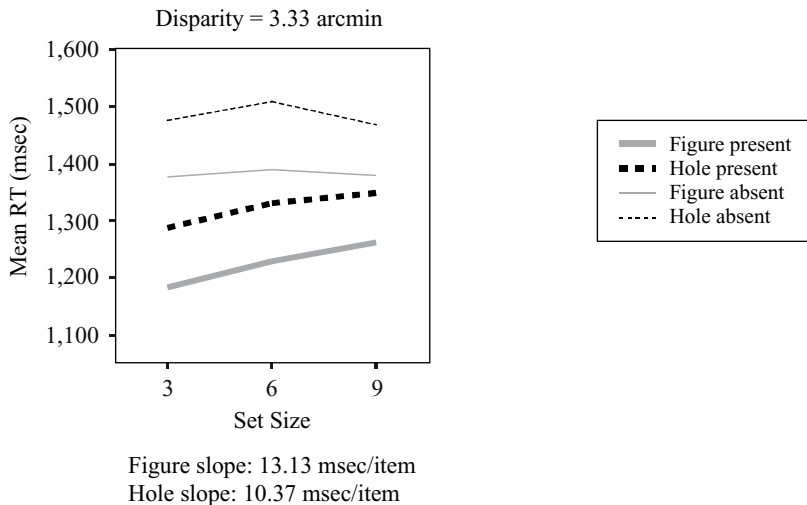 Disparity = 3.33 arcmin
1,600
1,500
1,400
1,300
1,200
1,100
Mean RT (msec)
3 6 9
Set Size
Figure slope: 13.13 msec/item
Hole slope: 10.37 msec/item
Figure present
Hole present
Figure absent
Hole absent